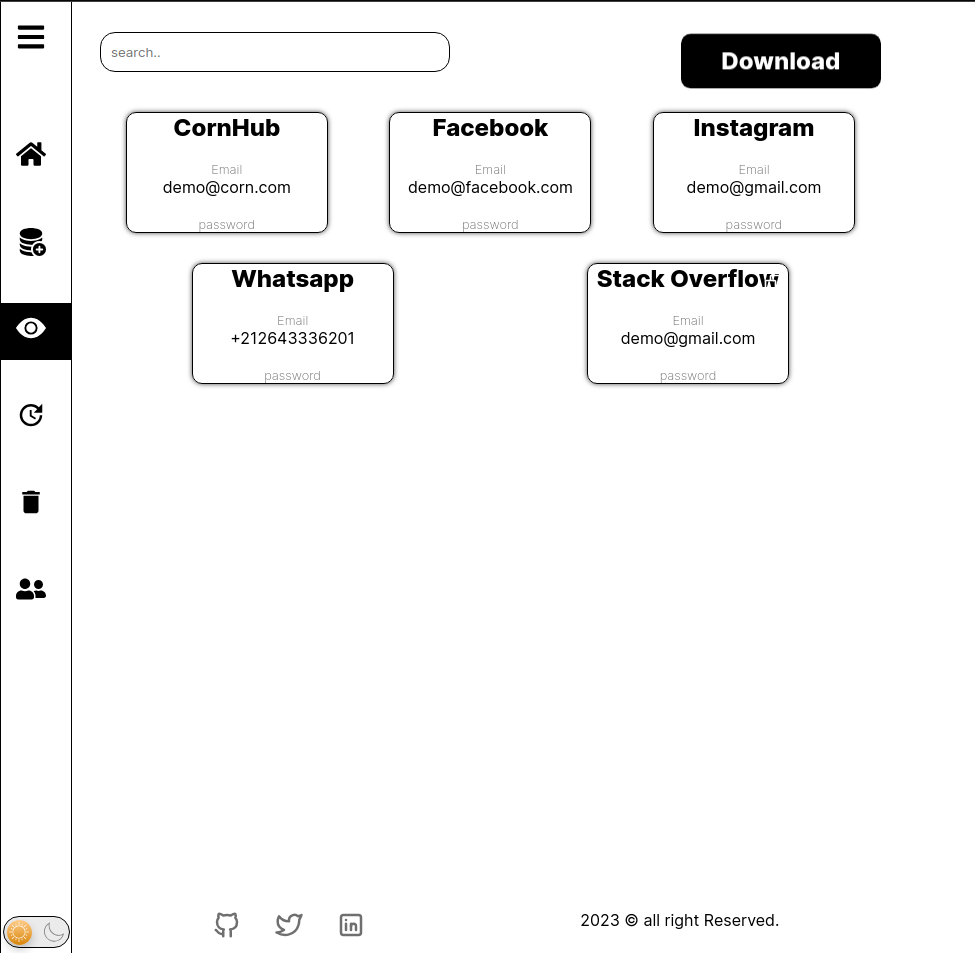 search..
Download
CornHub
Email
demo@corn.com
password
Facebook
Email
demo@facebook.com
password
Instagram
Email
demo@gmail.com
password
Whatsapp
Email
+212643336201
password
Stack Overflow
Email
demo@gmail.com
password
2023 © all right Reserved.